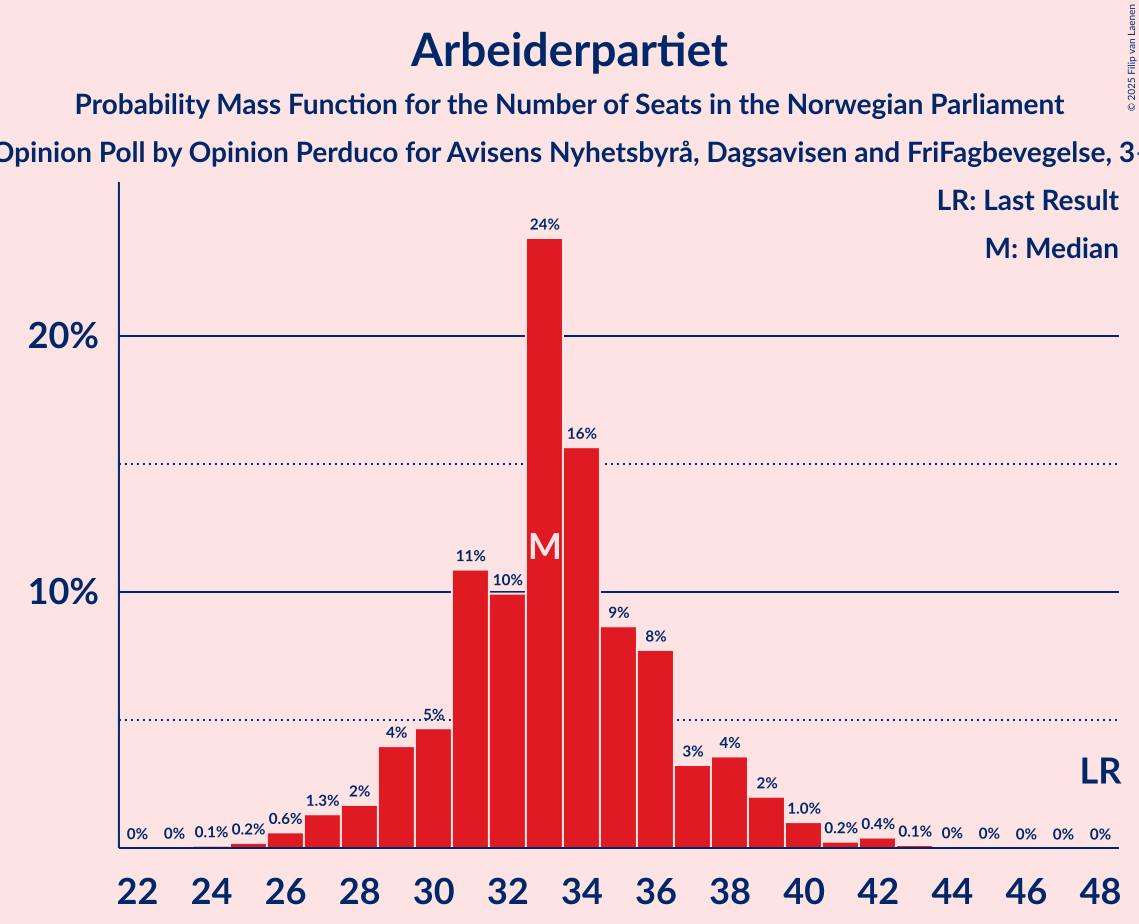 © 2025 Filip van Laenen
Arbeiderpartiet
Probability Mass Function for the Number of Seats in the Norwegian Parliament
Opinion Poll by Opinion Perduco for Avisens Nyhetsbyrå, Dagsavisen and FriFagbevegelse, 3-
LR: Last Result
M: Median
24%
20%
16%
M
11%
10%
10%
9%
8%
5%
4%
4%
3%
2%
2%
1.3%
1.0%
0.6%
0% 0% 0.1% 0.2%
0.2% 0.4% 0.1% 0% 0% 0% 0% 0%
LR
22 24 26 28 30 32 34 36 38 40 42 44 46 48